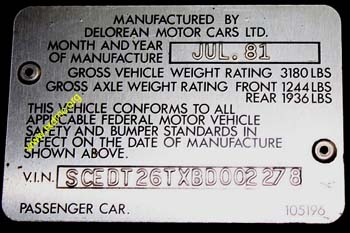 MANUFACTURED BY
DELOREAN MOTOR CARS LTD.
MONTH AND YEAR
OF MANUFACTURE JUL. 81
GROSS VEHICLE WEIGHT RATING 3180 LBS
GROSS AXLE WEIGHT RATING FRONT 1244 LBS
REAR 1936 LBS
THIS VEHICLE CONFORMS TO ALL
APPLICABLE FEDERAL MOTOR VEHICLE
SAFETY AND BUMPER STANDARDS IN
EFFECT ON THE DATE OF MANUFACTURE
SHOWN ABOVE.
V.I.N. SCEDT26TXBD002278
PASSENGER CAR. 105196